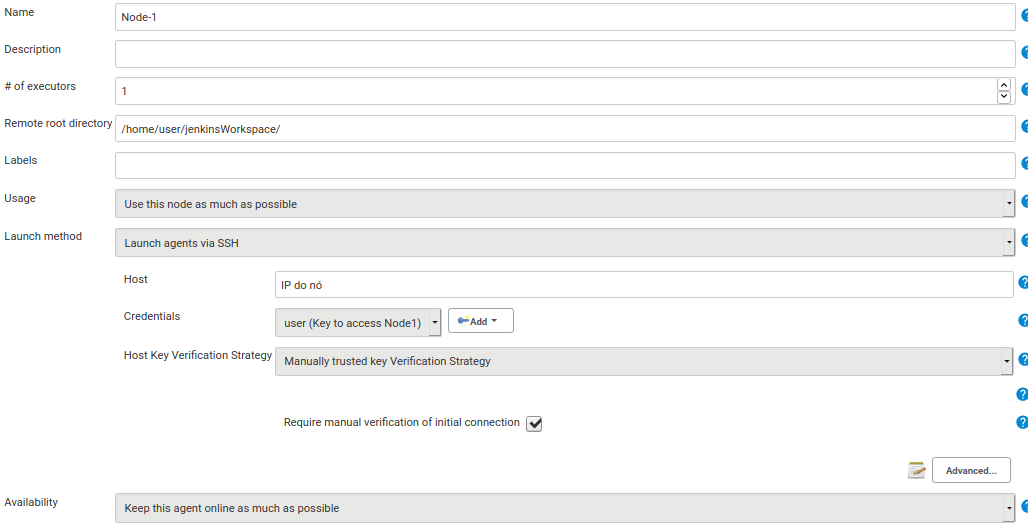 Name
Node-1
Description
# of executors
1
Remote root directory
/home/user/jenkinsWorkspace/
Labels
Usage
Use this node as much as possible
Launch method
Launch agents via SSH
Host
IP do nó
Credentials
user (Key to access Node1)
Add
Host Key Verification Strategy
Manually trusted key Verification Strategy
Require manual verification of initial connection
Advanced...
Availability
Keep this agent online as much as possible